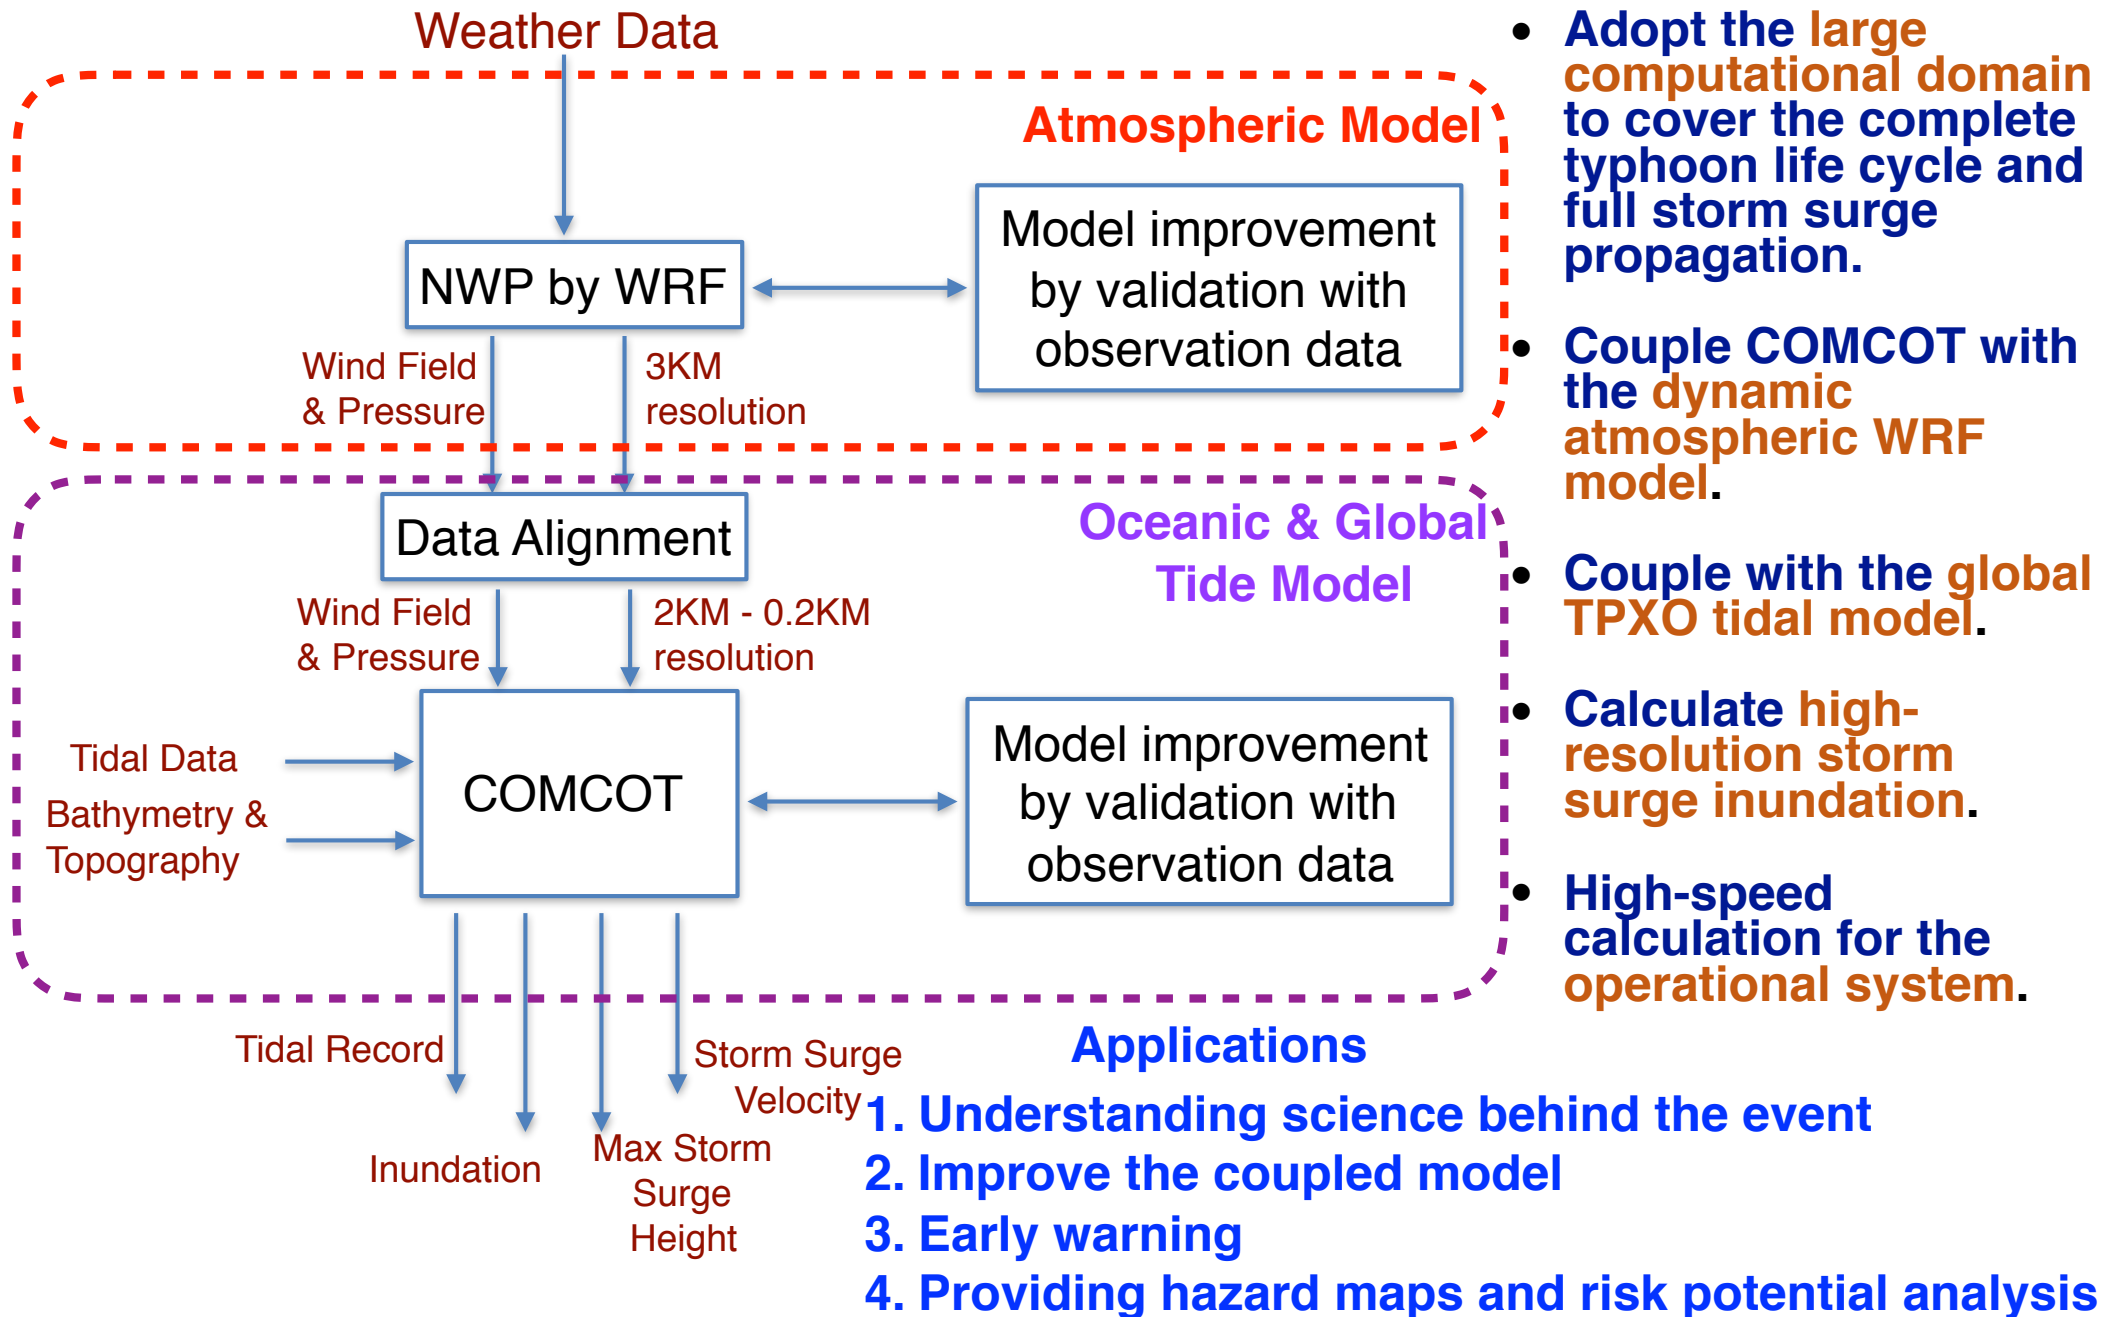 Weather Data
Atmospheric Model
NWP by WRF
Model improvement
by validation with
observation data
Wind Field
& Pressure
3KM
resolution
Data Alignment
Oceanic & Global
Tide Model
Wind Field
& Pressure
2KM - 0.2KM
resolution
Tidal Data
Bathymetry &
Topography
COMCOT
Model improvement
by validation with
observation data
Tidal Record
Inundation
Max Storm
Surge
Height
Storm Surge
Velocity
• Adopt the large
computational domain
to cover the complete
typhoon life cycle and
full storm surge
propagation.
• Couple COMCOT with
the dynamic
atmospheric WRF
model.
• Couple with the global
TPXO tidal model.
• Calculate high-
resolution storm
surge inundation.
• High-speed
calculation for the
operational system.
Applications
1. Understanding science behind the event
2. Improve the coupled model
3. Early warning
4. Providing hazard maps and risk potential analysis